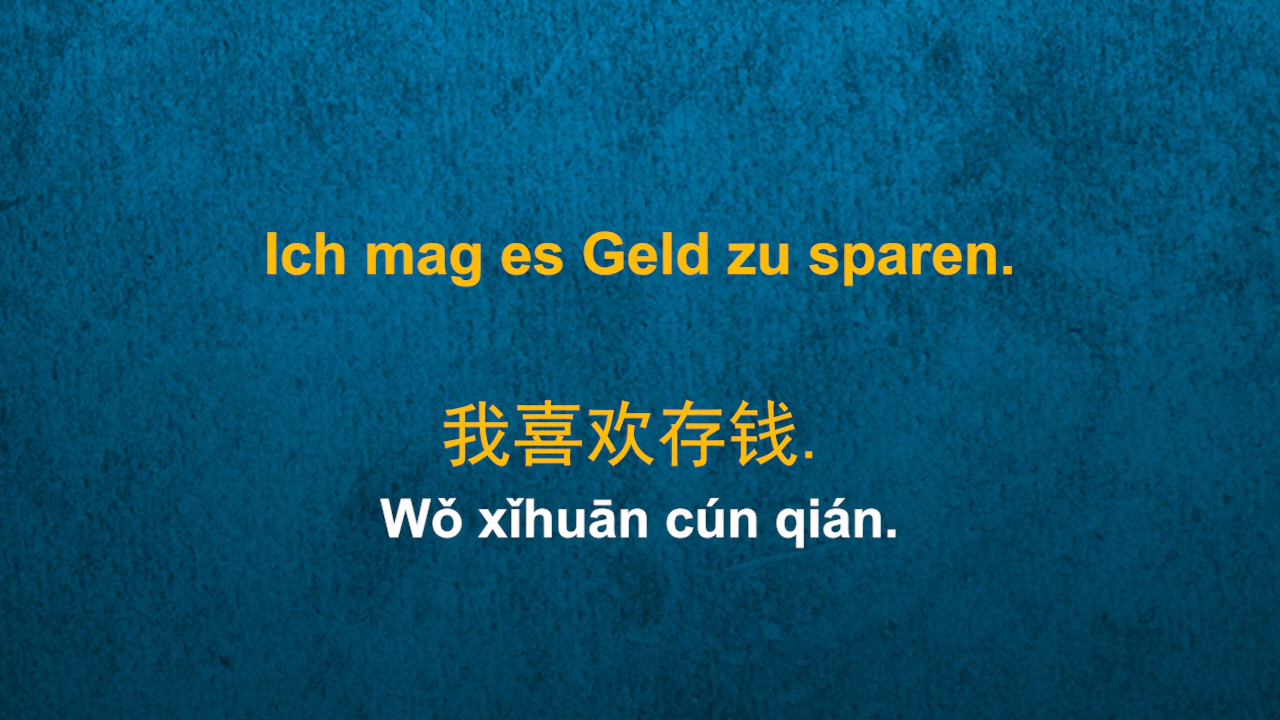 Ich mag es Geld zu sparen.
我喜欢存钱.
Wǒ xǐhuān cún qián.